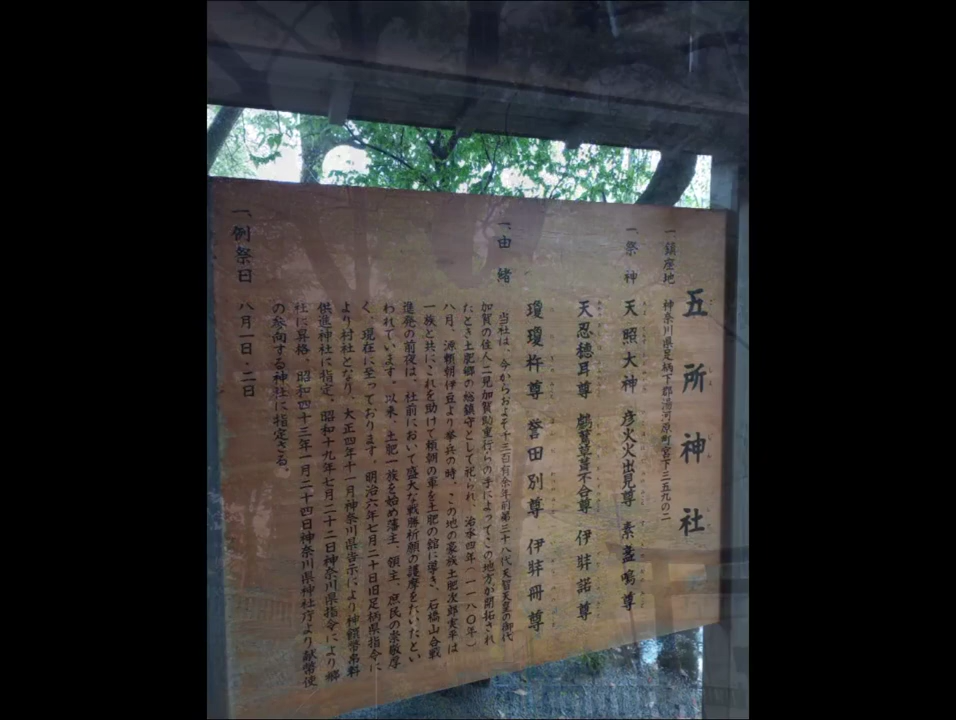 五所神社
一、鎮座地 神奈川県足柄下郡湯河原町宮下三五九の二
一、祭神 天照大神 彦火火出見尊 素盞嗚尊
天忍穂耳尊 鸕鷀草葺不合尊 伊弉諾尊
瓊瓊杵尊 誉田別尊 伊弉冊尊
一、由緒
当社は、今からおよそ千三百有余年前第三十八代天智天皇の御代
加賀の住人二見加賀助重行らの手によってこの地方が開拓され
たとき土肥郷の総鎮守として祀られ、治承四年(一一八〇年)
八月、源頼朝伊豆より挙兵の時、この地の豪族土肥次郎実平は
一族と共にこれを助けて頼朝の軍を土肥の館に導き、石橋山合戦
進発の前夜は、社前において盛大な戦勝祈願の護摩をたいたとい
われています。以来、土肥一族を始め藩主、領主、庶民の崇敬厚
く、現在に至っております。明治六年七月二十日旧足柄県指令に
より村社となり、大正四年十一月神奈川県告示により神饌幣帛料
供進神社に指定、昭和十九年七月二十二日神奈川県指令により郷
社に昇格、昭和四十三年一月二十四日神奈川県神社庁より献幣使
の参向する神社に指定さる。
一、例祭日 八月一日・二日